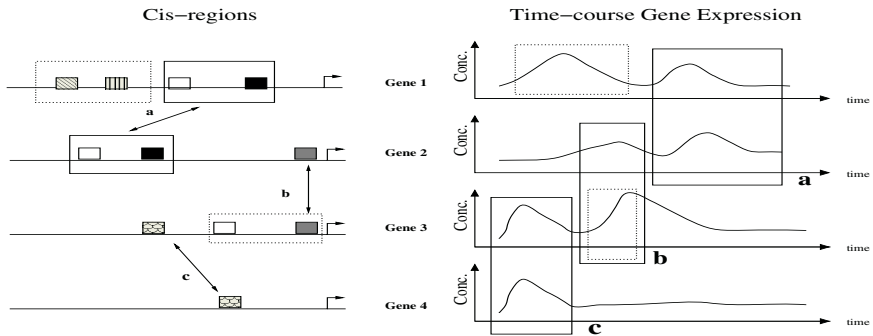 Cis−regions
Time−course Gene Expression
Gene 1
a
Gene 2
b
Gene 3
c
Gene 4
Conc.
time
a
Conc.
time
Conc.
time
b
Conc.
time
c